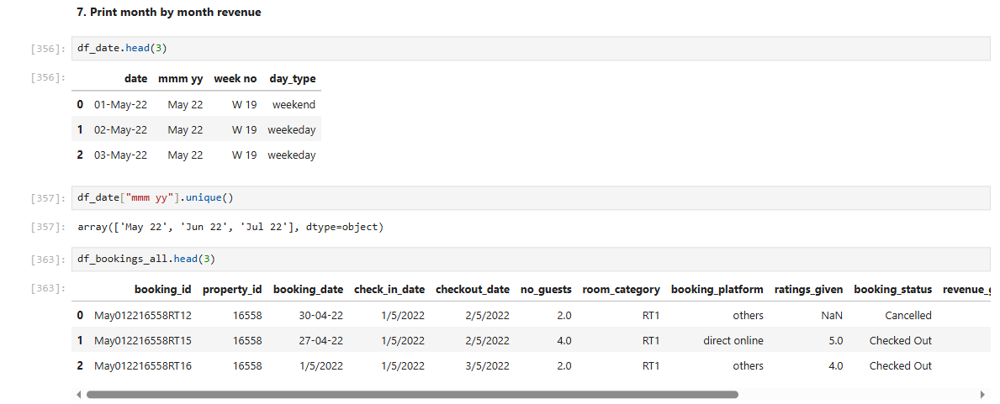 7. Print month by month revenue
[356]: df_date.head(3)
[356]: date mmm yy week no day_type
0 01-May-22 May 22 W 19 weekend
1 02-May-22 May 22 W 19 weekeday
2 03-May-22 May 22 W 19 weekeday
[357]: df_date["mmm yy"].unique()
[357]: array(['May 22', 'Jun 22', 'Jul 22'], dtype=object)
[363]: df_bookings_all.head(3)
[363]: booking_id property_id booking_date check_in_date checkout_date no_guests room_category booking_platform ratings_given booking_status revenue_g
0 May012216558RT12 16558 30-04-22 1/5/2022 2/5/2022 2.0 RT1 others NaN Cancelled
1 May012216558RT15 16558 27-04-22 1/5/2022 2/5/2022 4.0 RT1 direct online 5.0 Checked Out
2 May012216558RT16 16558 1/5/2022 1/5/2022 3/5/2022 2.0 RT1 others 4.0 Checked Out